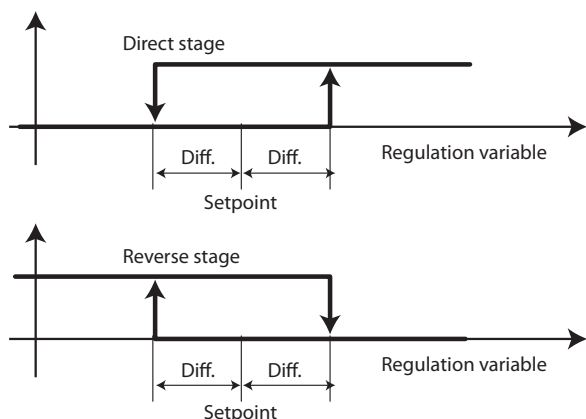 Direct stage
Diff. Diff. Regulation variable
Setpoint
Reverse stage
Diff. Diff. Regulation variable
Setpoint